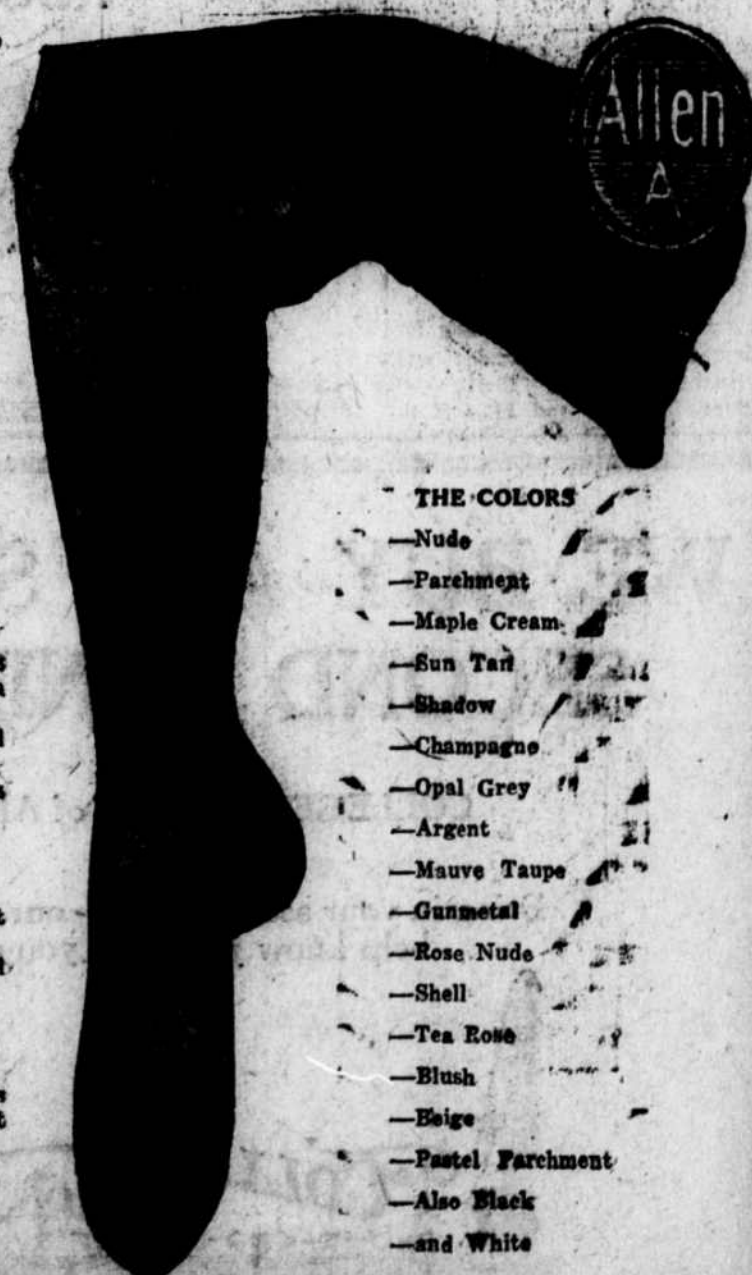 Allen
A
THE COLORS
—Nude
—Parchment
—Maple Cream
—Sun Tan
—Shadow
—Champagne
—Opal Grey
—Argent
—Mauve Taupe
—Gunmetal
—Rose Nude
—Shell
—Tea Rose
—Blush
—Beige
—Pastel Parchment
—Also Black
—and White